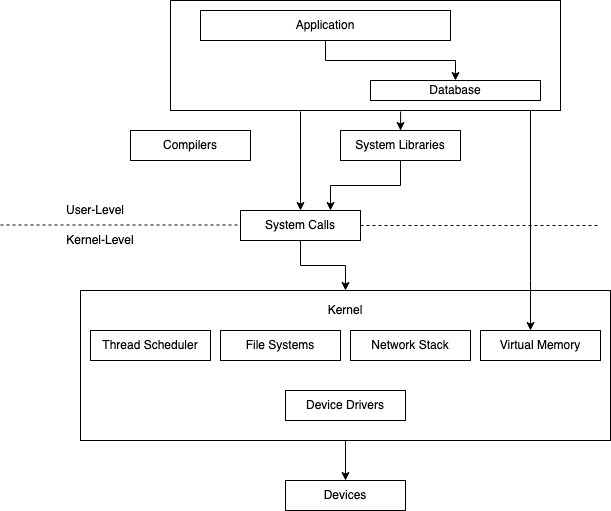 Application
Database
Compilers
System Libraries
User-Level
System Calls
Kernel-Level
Kernel
Thread Scheduler
File Systems
Network Stack
Virtual Memory
Device Drivers
Devices